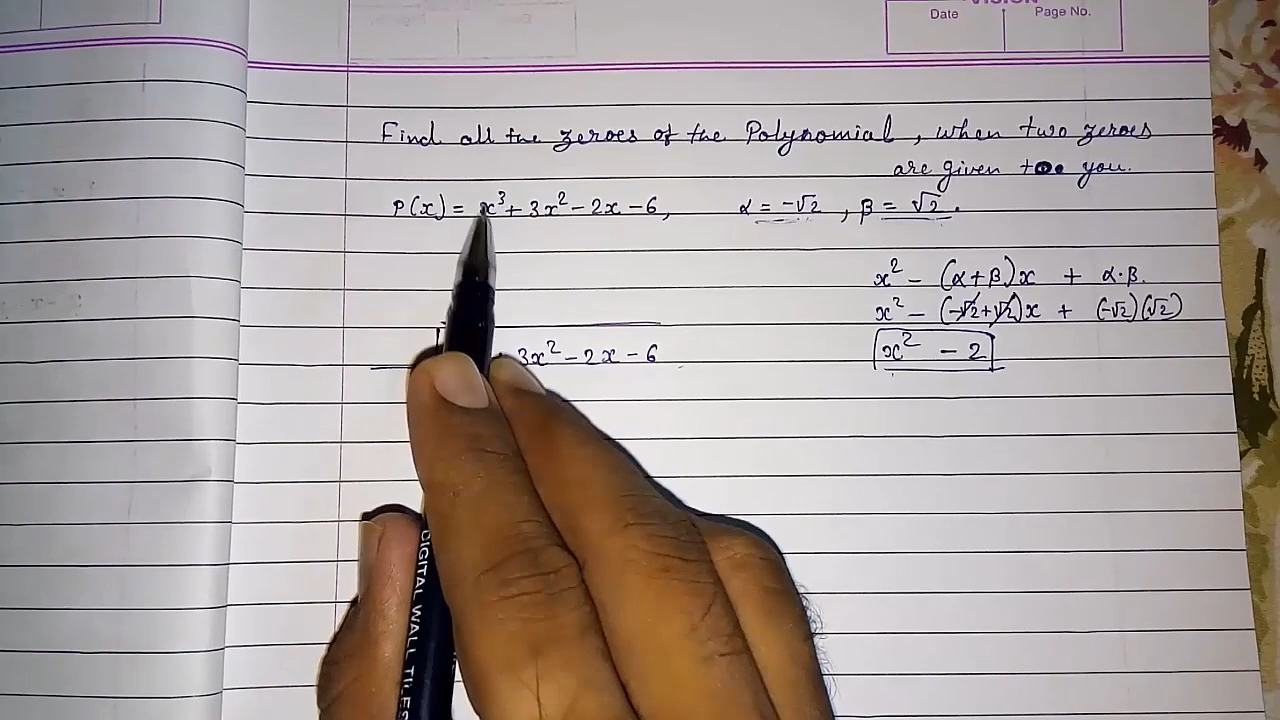 Date
Page No.
Find all the zeroes of the Polynomial, when two zeroes
are given to you.
P(x) = x³ + 3x² - 2x - 6, α = -√2, β = √2.
x² - (α+β)x + α·β.
x² - (-√2+√2)x + (-√2)(√2)
3x² - 2x - 6
x² - 2
DIGITAL WALL TILES